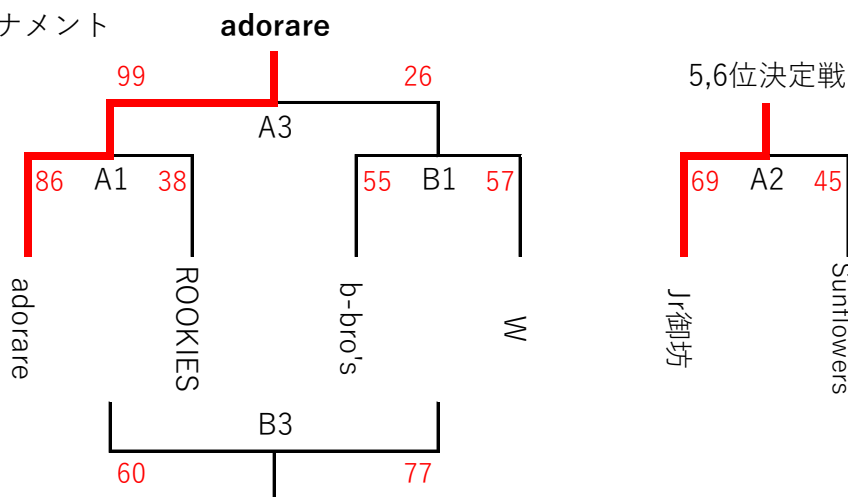 ナメント
adorare
99
26
5,6位決定戦
A3
86
A1
38
55
B1
57
69
A2
45
adorare
ROOKIES
b-bro's
W
Jr御坊
Sunflowers
B3
60
77